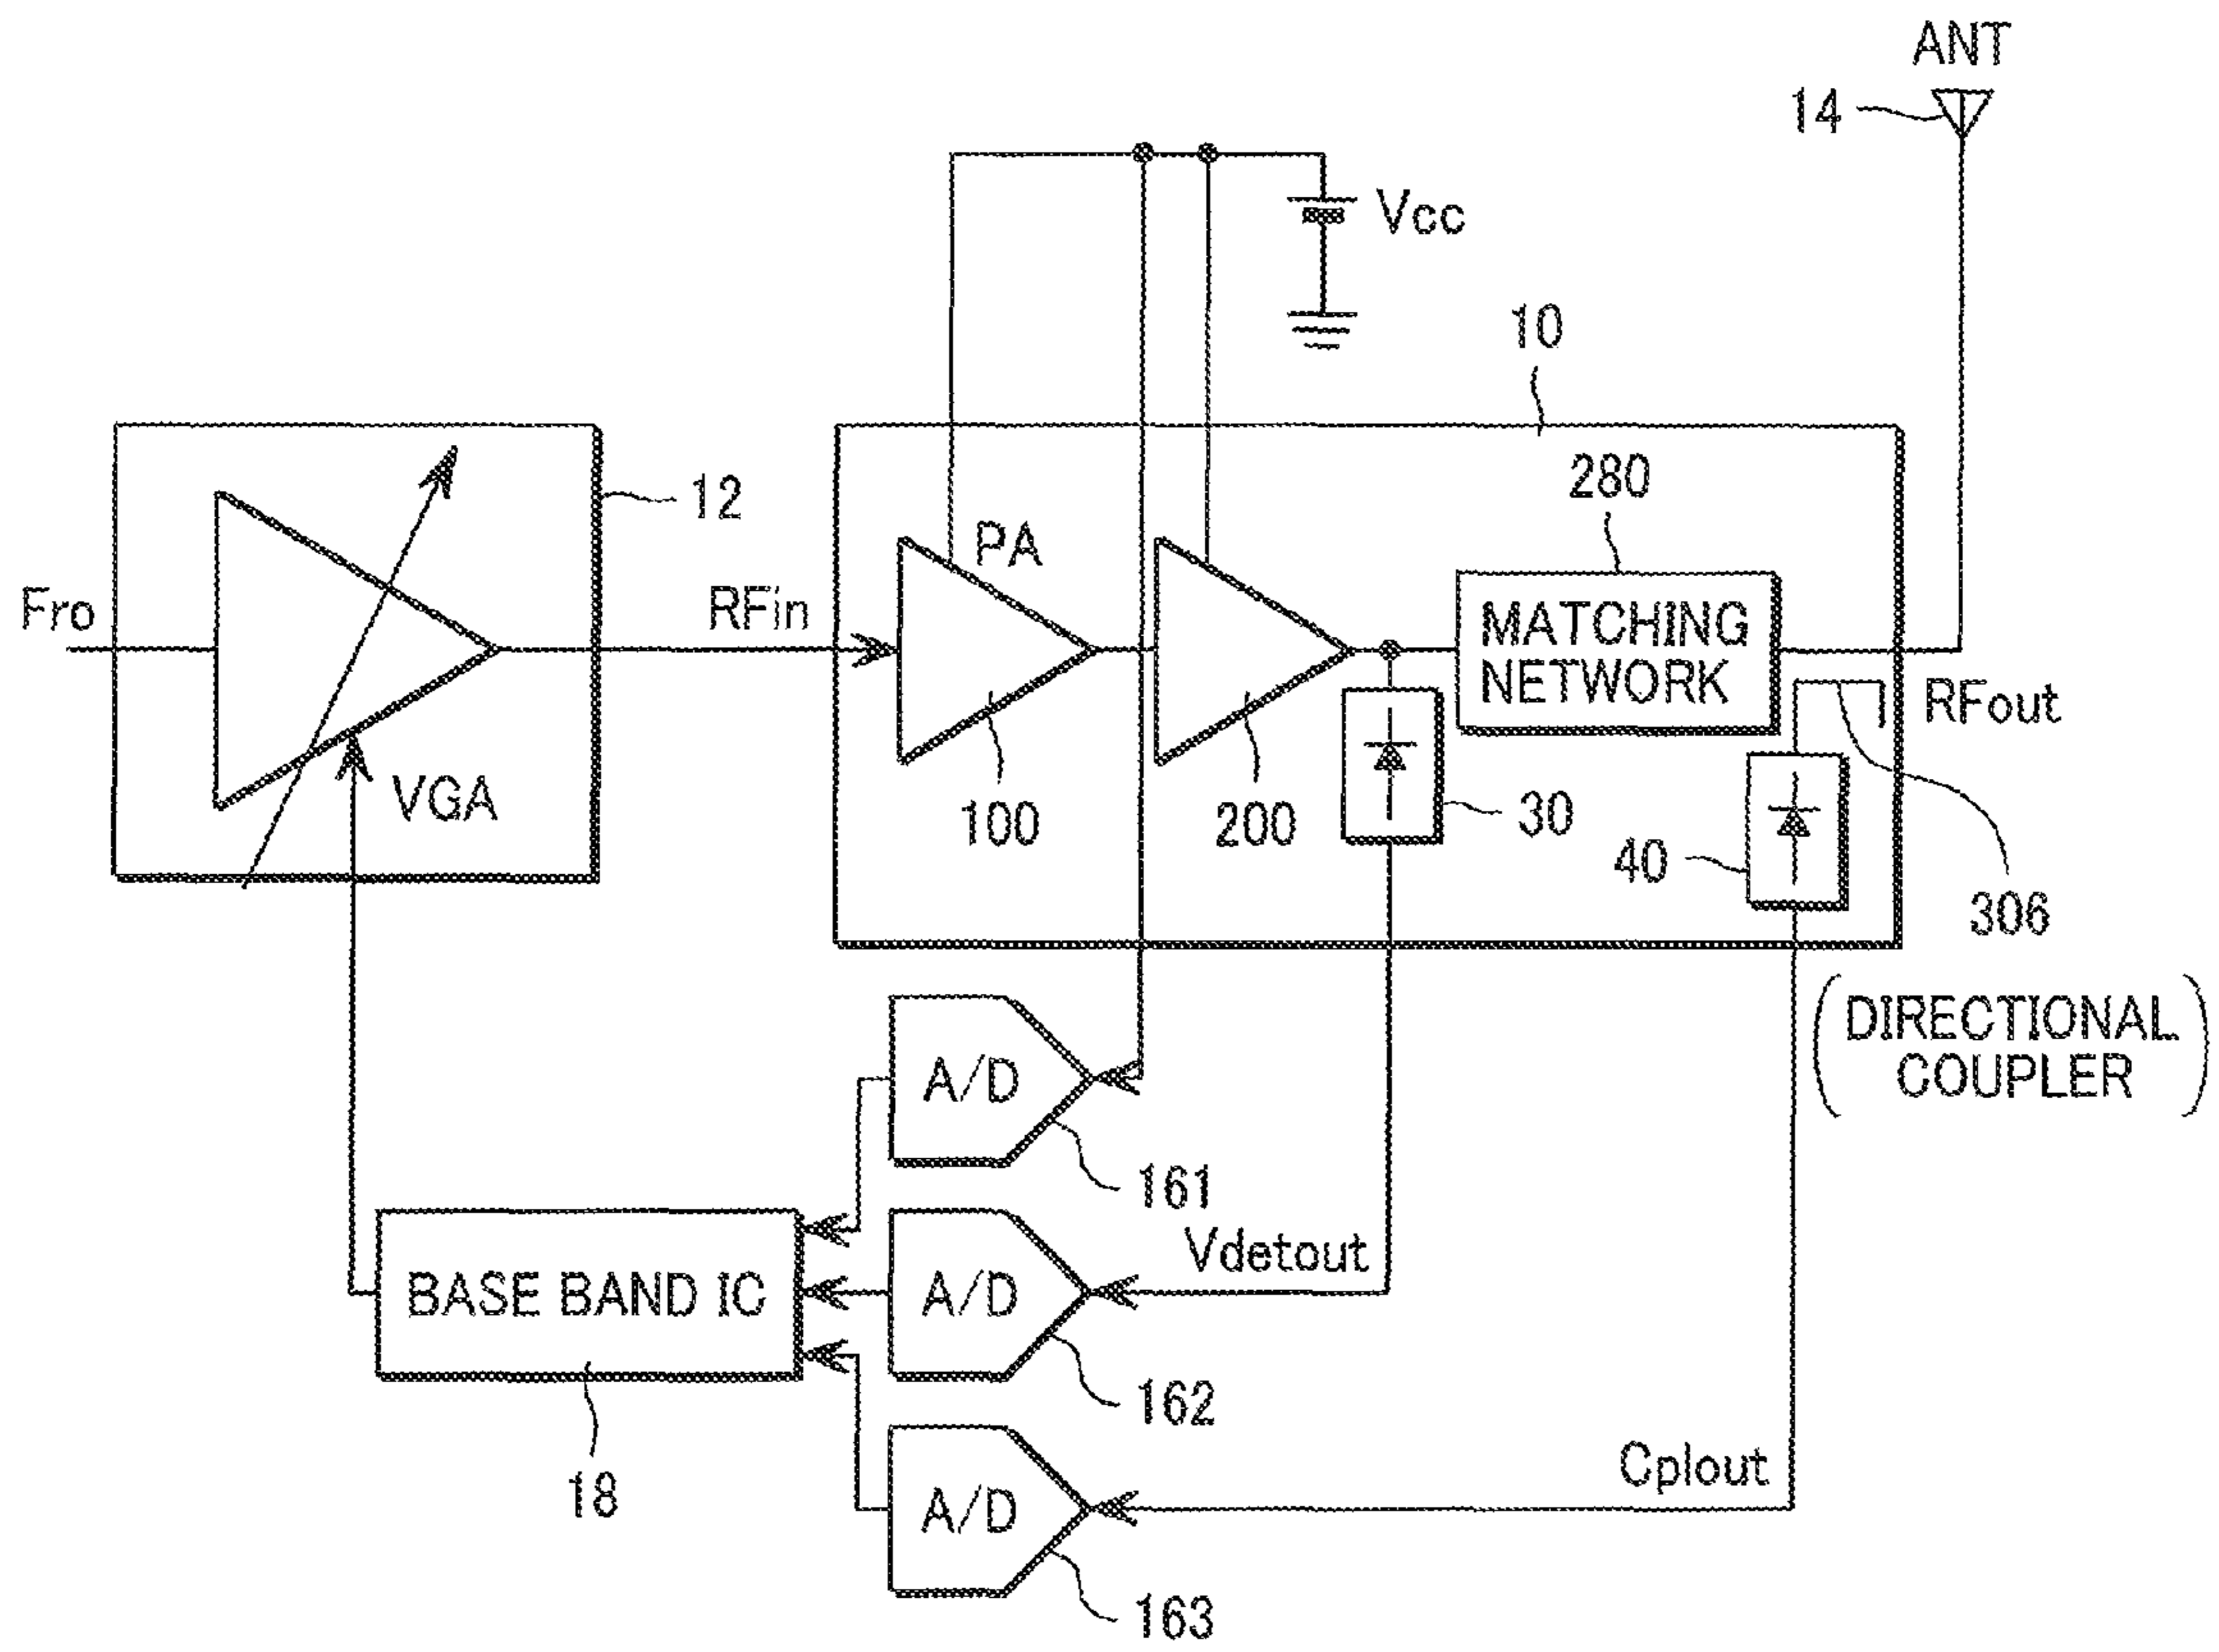 ANT
14
Vcc
10
280
12
PA
Fro
RFin
MATCHING
NETWORK
RFout
VGA
100
200
30
40
306
(DIRECTIONAL
COUPLER)
A/D
161
Vdetout
BASE BAND IC
A/D
162
18
Cplout
A/D
163